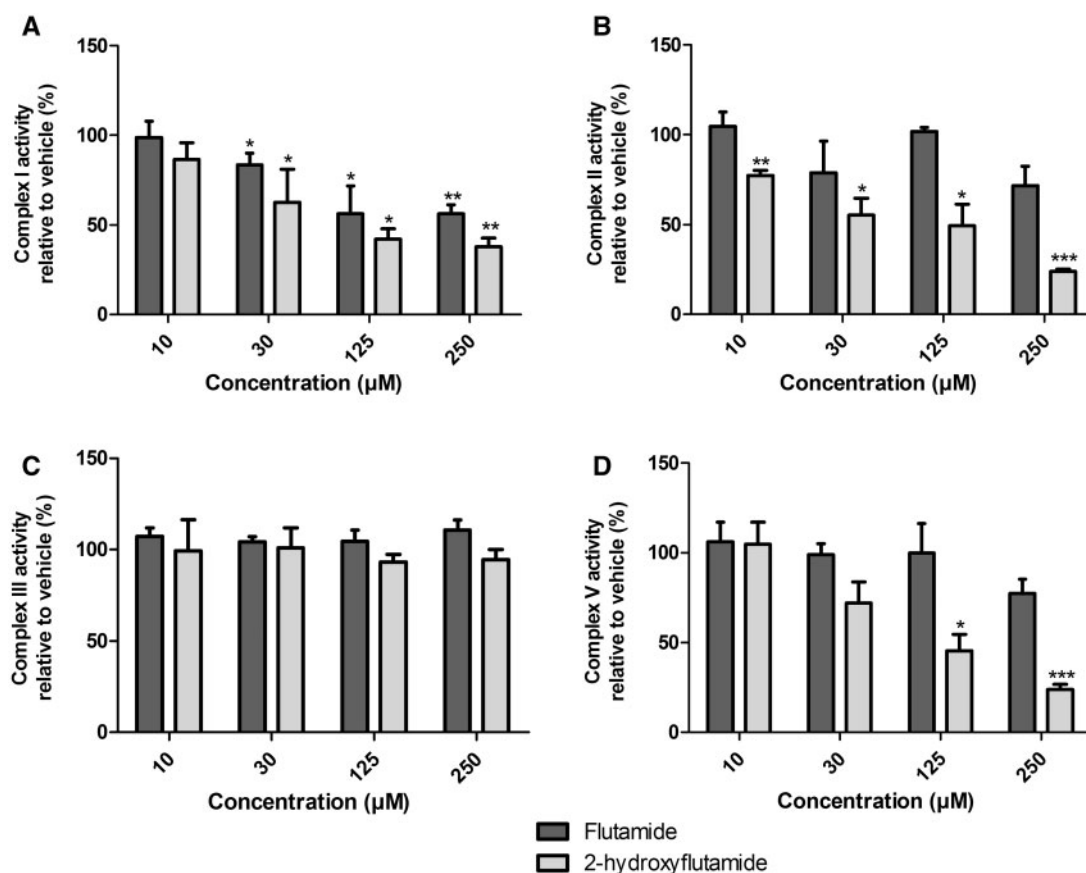 A
Complex I activity
relative to vehicle (%)
150
100
50
0
* * * * ** **
10 30 125 250
Concentration (µM)
B
Complex II activity
relative to vehicle (%)
150
100
50
0
** * * ***
10 30 125 250
Concentration (µM)
C
Complex III activity
relative to vehicle (%)
150
100
50
0
10 30 125 250
Concentration (µM)
D
Complex V activity
relative to vehicle (%)
150
100
50
0
* ***
10 30 125 250
Concentration (µM)
Flutamide
2-hydroxyflutamide